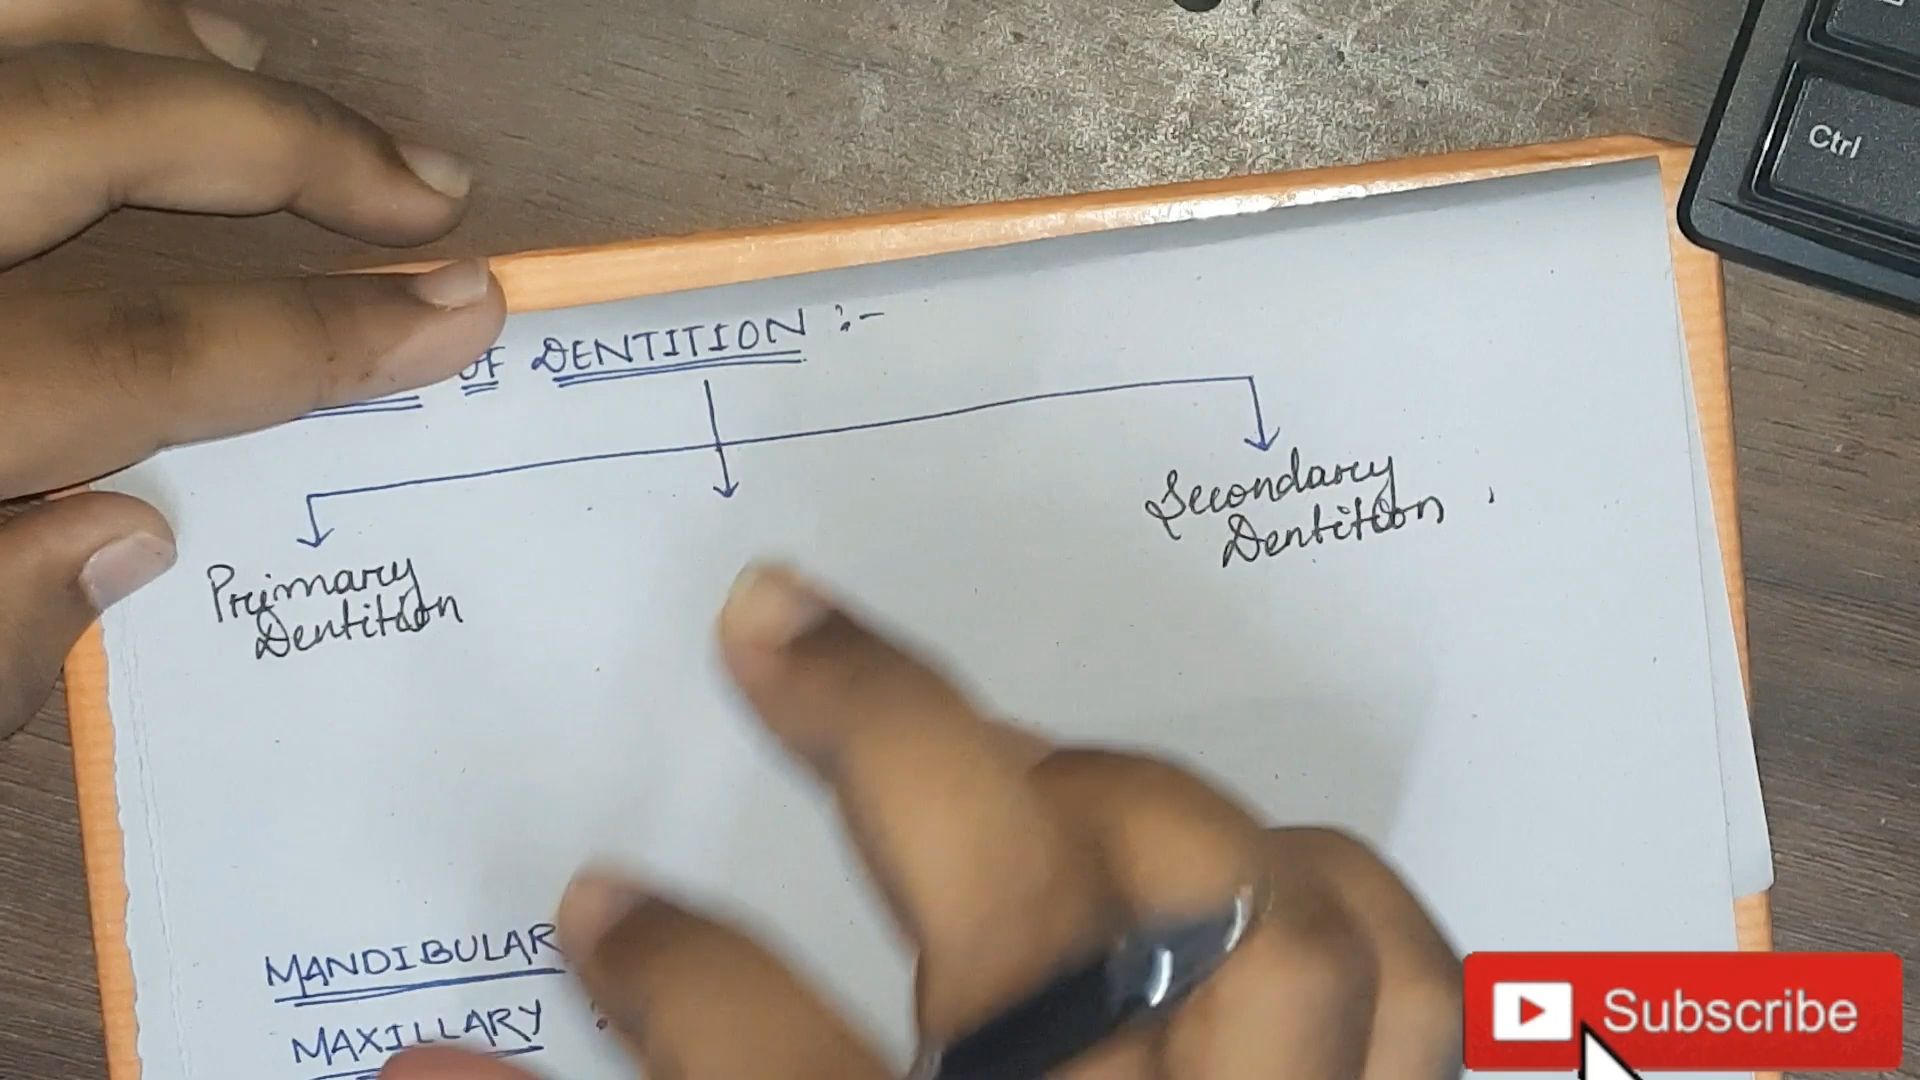 OF DENTITION :-
Primary
Dentition
Secondary
Dentition
MANDIBULAR
MAXILLARY :
Ctrl
Subscribe